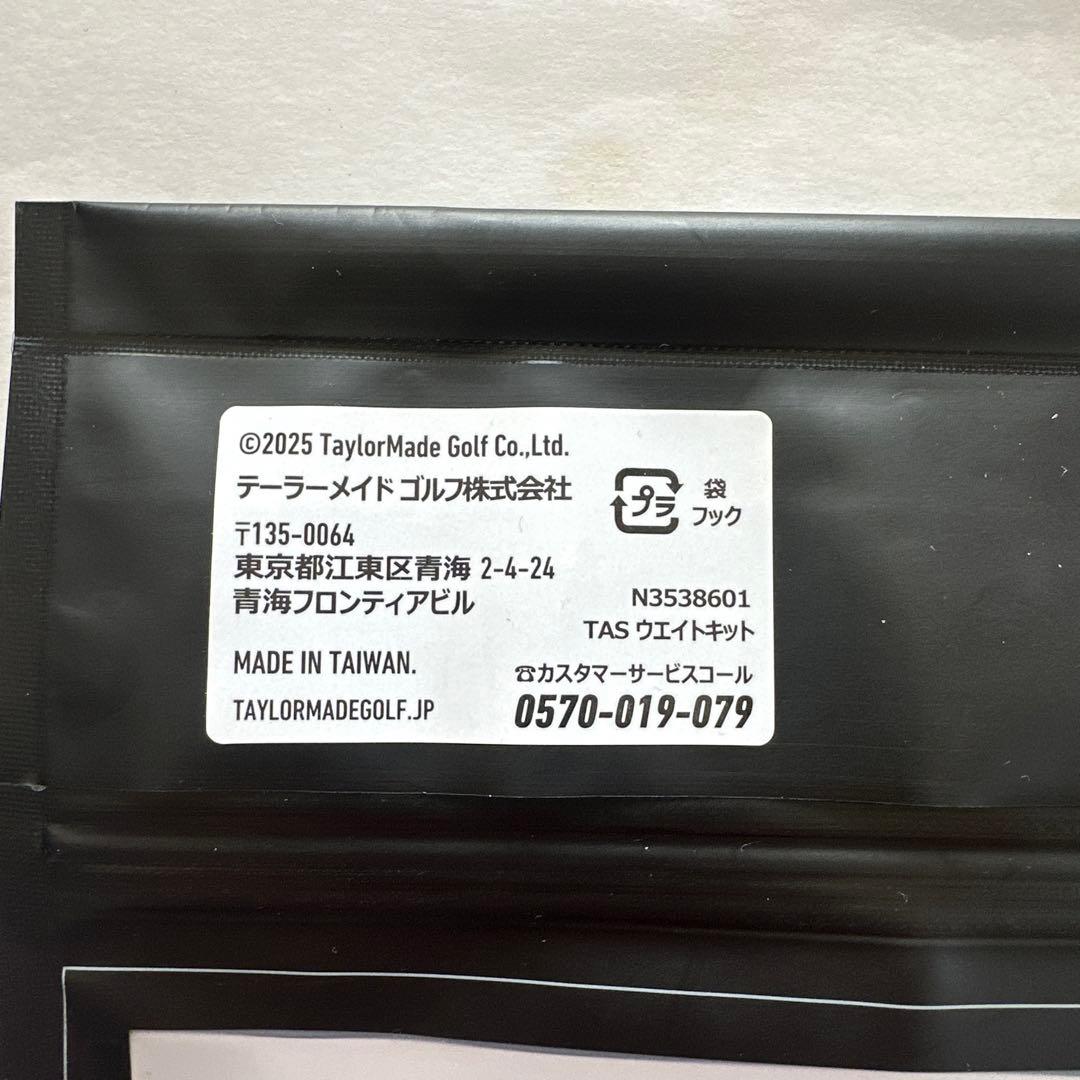 ©2025 TaylorMade Golf Co.,Ltd.
テーラーメイド ゴルフ株式会社
プラ
袋
フック
〒135-0064
東京都江東区青海 2-4-24
青海フロンティアビル
N3538601
TAS ウエイトキット
MADE IN TAIWAN.
☎カスタマーサービスコール
TAYLORMADEGOLF.JP
0570-019-079